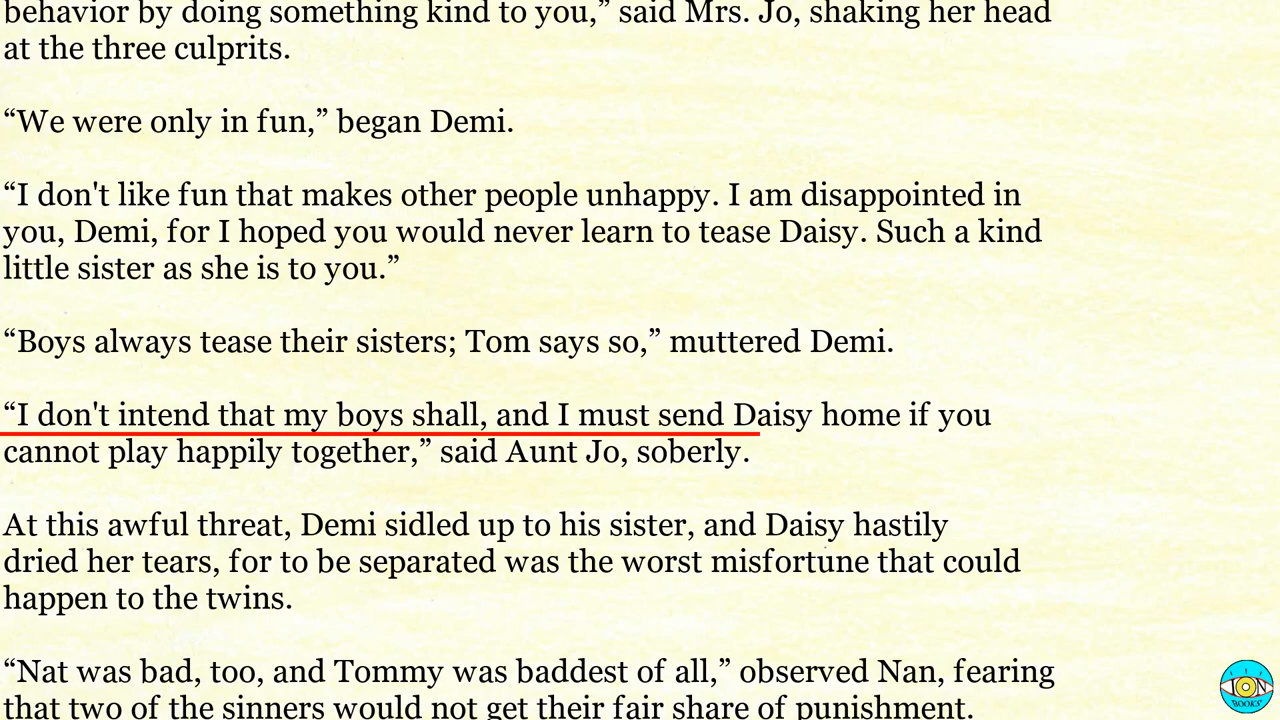 behavior by doing something kind to you,” said Mrs. Jo, shaking her head
at the three culprits.
“We were only in fun,” began Demi.
“I don't like fun that makes other people unhappy. I am disappointed in
you, Demi, for I hoped you would never learn to tease Daisy. Such a kind
little sister as she is to you.”
“Boys always tease their sisters; Tom says so,” muttered Demi.
“I don't intend that my boys shall, and I must send Daisy home if you
cannot play happily together,” said Aunt Jo, soberly.
At this awful threat, Demi sidled up to his sister, and Daisy hastily
dried her tears, for to be separated was the worst misfortune that could
happen to the twins.
“Nat was bad, too, and Tommy was baddest of all,” observed Nan, fearing
that two of the sinners would not get their fair share of punishment.
ION
BOOKS